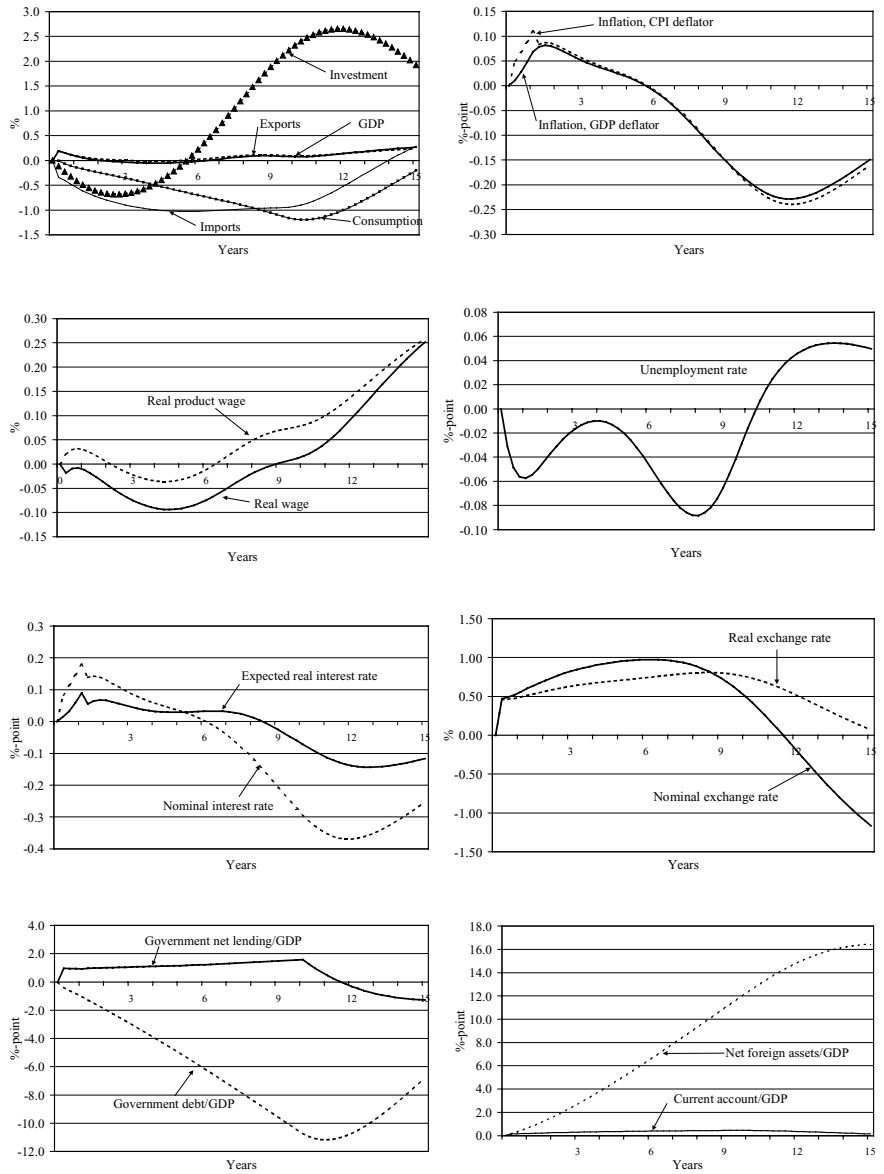 3.0
2.5
2.0
1.5
1.0
0.5
0.0
-0.5
-1.0
-1.5
%
Investment
Exports
GDP
0 3 6 9 12 15
Imports
Consumption
Years
0.15
0.10
0.05
0.00
-0.05
-0.10
-0.15
-0.20
-0.25
-0.30
%-point
Inflation, CPI deflator
Inflation, GDP deflator
0 3 6 9 12 15
Years
0.30
0.25
0.20
0.15
0.10
0.05
0.00
-0.05
-0.10
-0.15
%
Real product wage
0 3 6 9 12
Real wage
Years
0.08
0.06
0.04
0.02
0.00
-0.02
-0.04
-0.06
-0.08
-0.10
%-point
Unemployment rate
3 6 9 12 15
Years
0.3
0.2
0.1
0.0
-0.1
-0.2
-0.3
-0.4
%-point
Expected real interest rate
3 6 9 12 15
Nominal interest rate
Years
1.50
1.00
0.50
0.00
-0.50
-1.00
-1.50
%
Real exchange rate
3 6 9 12 15
Nominal exchange rate
Years
4.0
2.0
0.0
-2.0
-4.0
-6.0
-8.0
-10.0
-12.0
%-point
Government net lending/GDP
3 6 9 12 15
Government debt/GDP
Years
18.0
16.0
14.0
12.0
10.0
8.0
6.0
4.0
2.0
0.0
%-point
Net foreign assets/GDP
Current account/GDP
3 6 9 12 15
Years